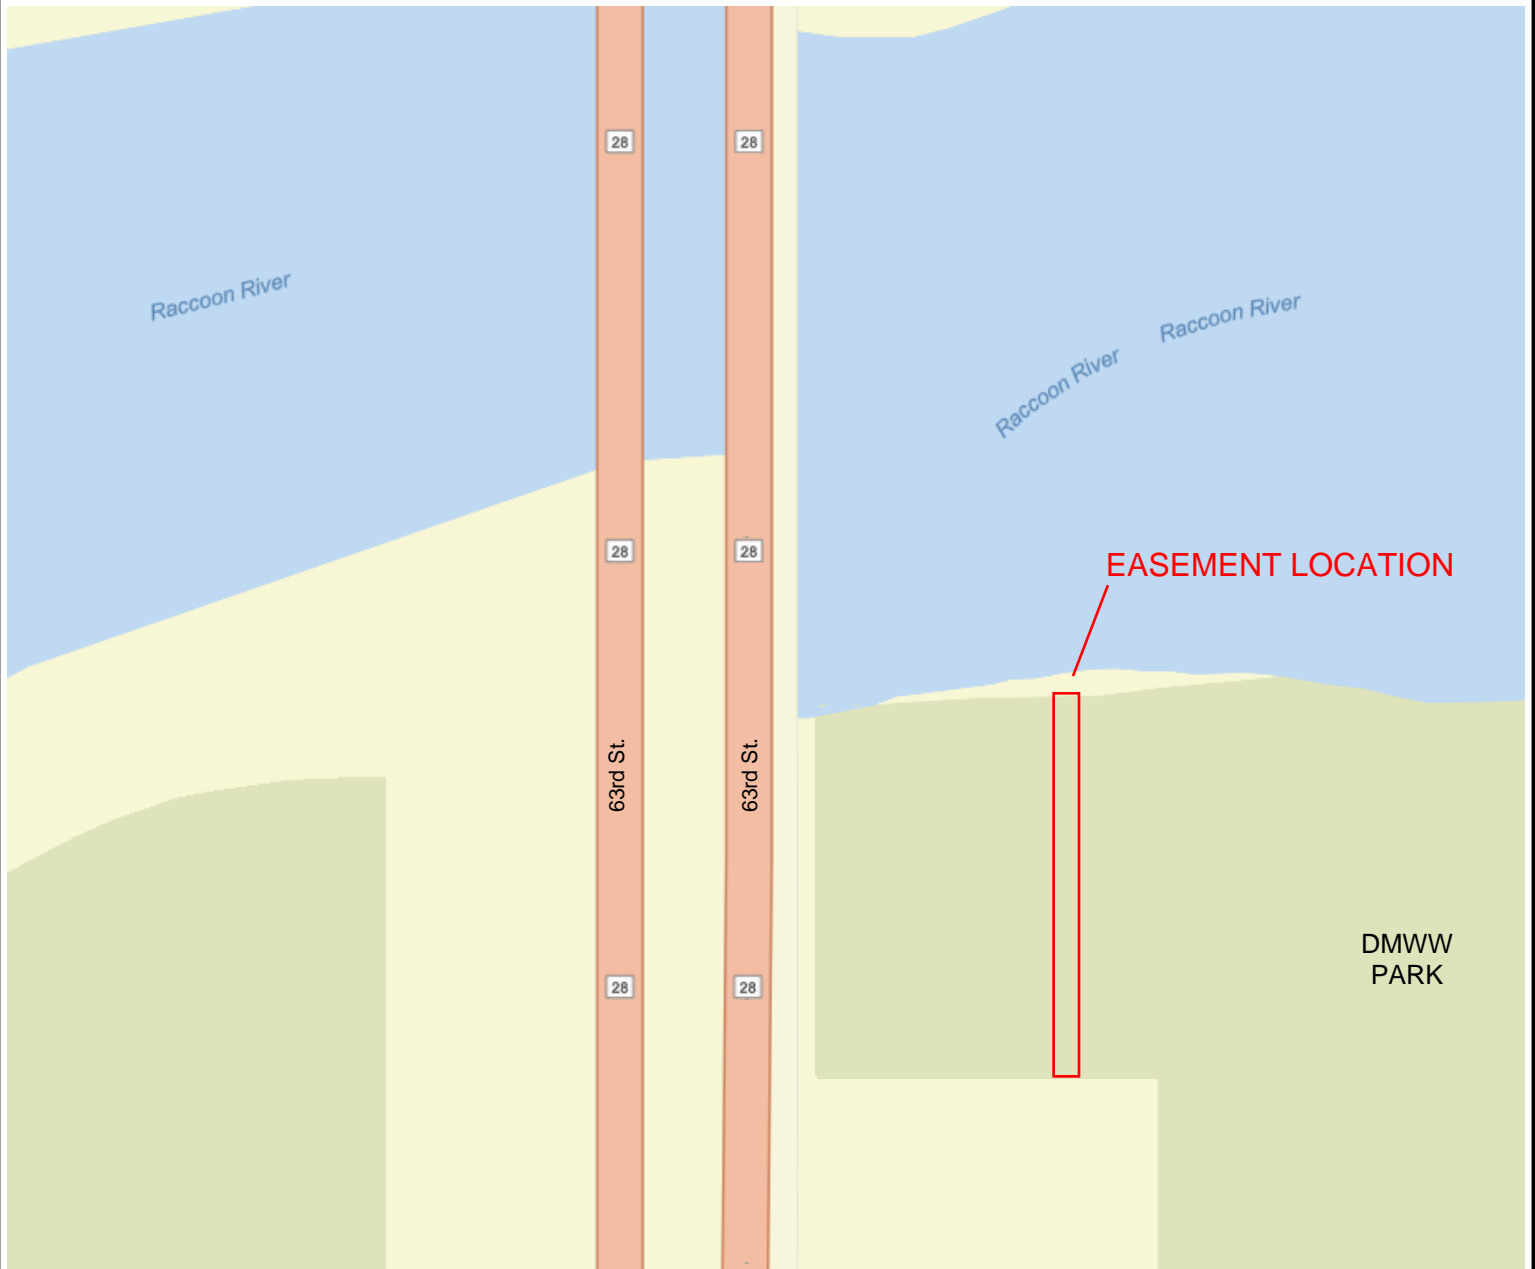 28
28
Raccoon River
Raccoon River
Raccoon River
28
28
EASEMENT LOCATION
63rd St.
63rd St.
DMWW
PARK
28
28